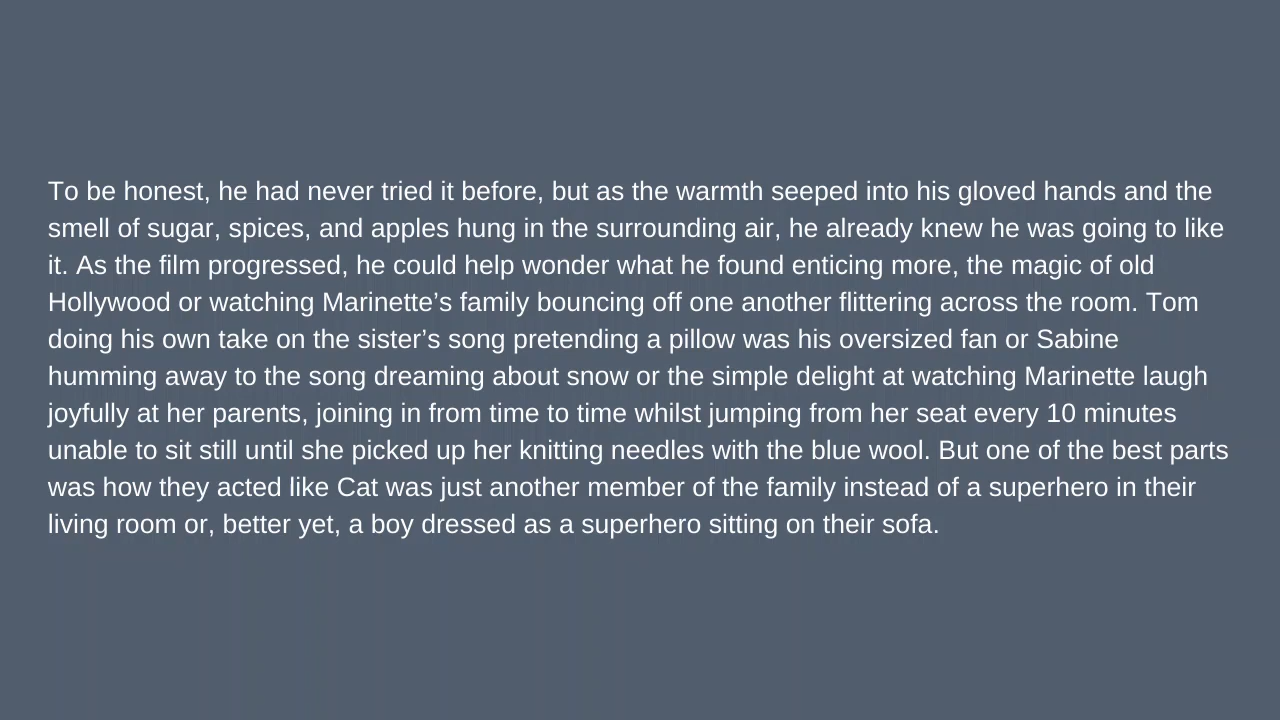 To be honest, he had never tried it before, but as the warmth seeped into his gloved hands and the
smell of sugar, spices, and apples hung in the surrounding air, he already knew he was going to like
it. As the film progressed, he could help wonder what he found enticing more, the magic of old
Hollywood or watching Marinette’s family bouncing off one another flittering across the room. Tom
doing his own take on the sister’s song pretending a pillow was his oversized fan or Sabine
humming away to the song dreaming about snow or the simple delight at watching Marinette laugh
joyfully at her parents, joining in from time to time whilst jumping from her seat every 10 minutes
unable to sit still until she picked up her knitting needles with the blue wool. But one of the best parts
was how they acted like Cat was just another member of the family instead of a superhero in their
living room or, better yet, a boy dressed as a superhero sitting on their sofa.